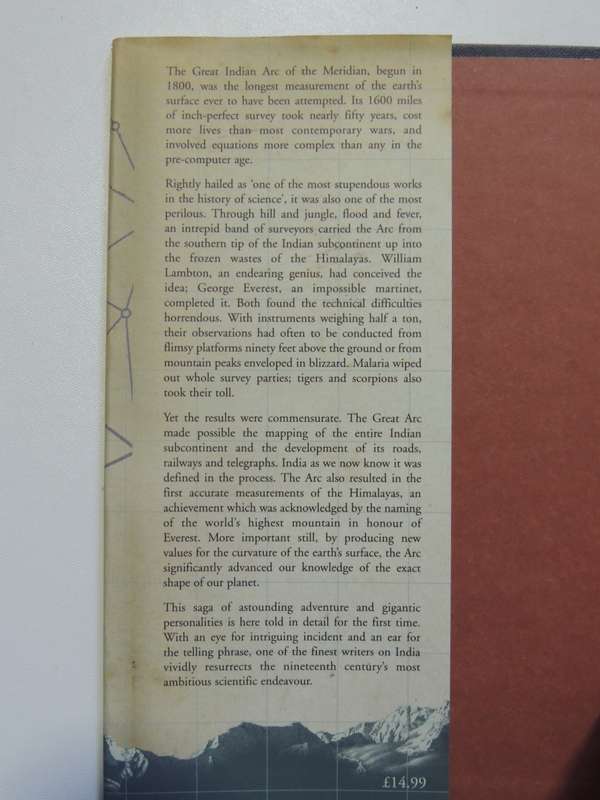 The Great Indian Arc of the Meridian, begun in
1800, was the longest measurement of the earth's
surface ever to have been attempted. Its 1600 miles
of inch-perfect survey took nearly fifty years, cost
more lives than most contemporary wars, and
involved equations more complex than any in the
pre-computer age.
Rightly hailed as 'one of the most stupendous works
in the history of science', it was also one of the most
perilous. Through hill and jungle, flood and fever,
an intrepid band of surveyors carried the Arc from
the southern tip of the Indian subcontinent up into
the frozen wastes of the Himalayas. William
Lambton, an endearing genius, had conceived the
idea; George Everest, an impossible martinet,
completed it. Both found the technical difficulties
horrendous. With instruments weighing half a ton,
their observations had often to be conducted from
flimsy platforms ninety feet above the ground or from
mountain peaks enveloped in blizzard. Malaria wiped
out whole survey parties; tigers and scorpions also
took their toll.
Yet the results were commensurate. The Great Arc
made possible the mapping of the entire Indian
subcontinent and the development of its roads,
railways and telegraphs. India as we now know it was
defined in the process. The Arc also resulted in the
first accurate measurements of the Himalayas, an
achievement which was acknowledged by the naming
of the world's highest mountain in honour of
Everest. More important still, by producing new
values for the curvature of the earth's surface, the Arc
significantly advanced our knowledge of the exact
shape of our planet.
This saga of astounding adventure and gigantic
personalities is here told in detail for the first time.
With an eye for intriguing incident and an ear for
the telling phrase, one of the finest writers on India
vividly resurrects the nineteenth century's most
ambitious scientific endeavour.
£14.99